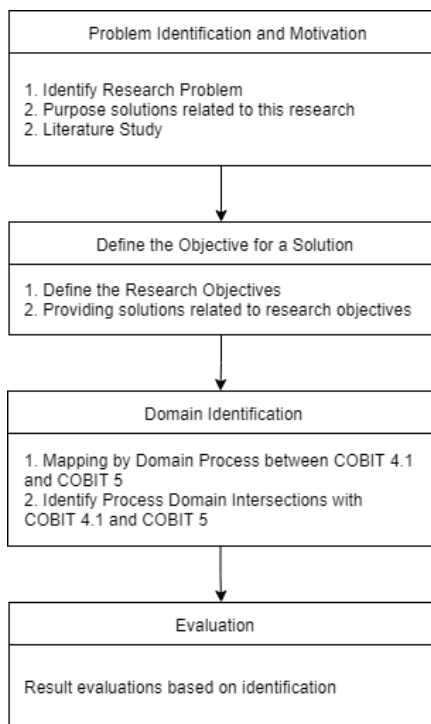 Problem Identification and Motivation
1. Identify Research Problem
2. Purpose solutions related to this research
2. Literature Study
Define the Objective for a Solution
1. Define the Research Objectives
2. Providing solutions related to research objectives
Domain Identification
1. Mapping by Domain Process between COBIT 4.1
and COBIT 5
2. Identify Process Domain Intersections with
COBIT 4.1 and COBIT 5
Evaluation
Result evaluations based on identification